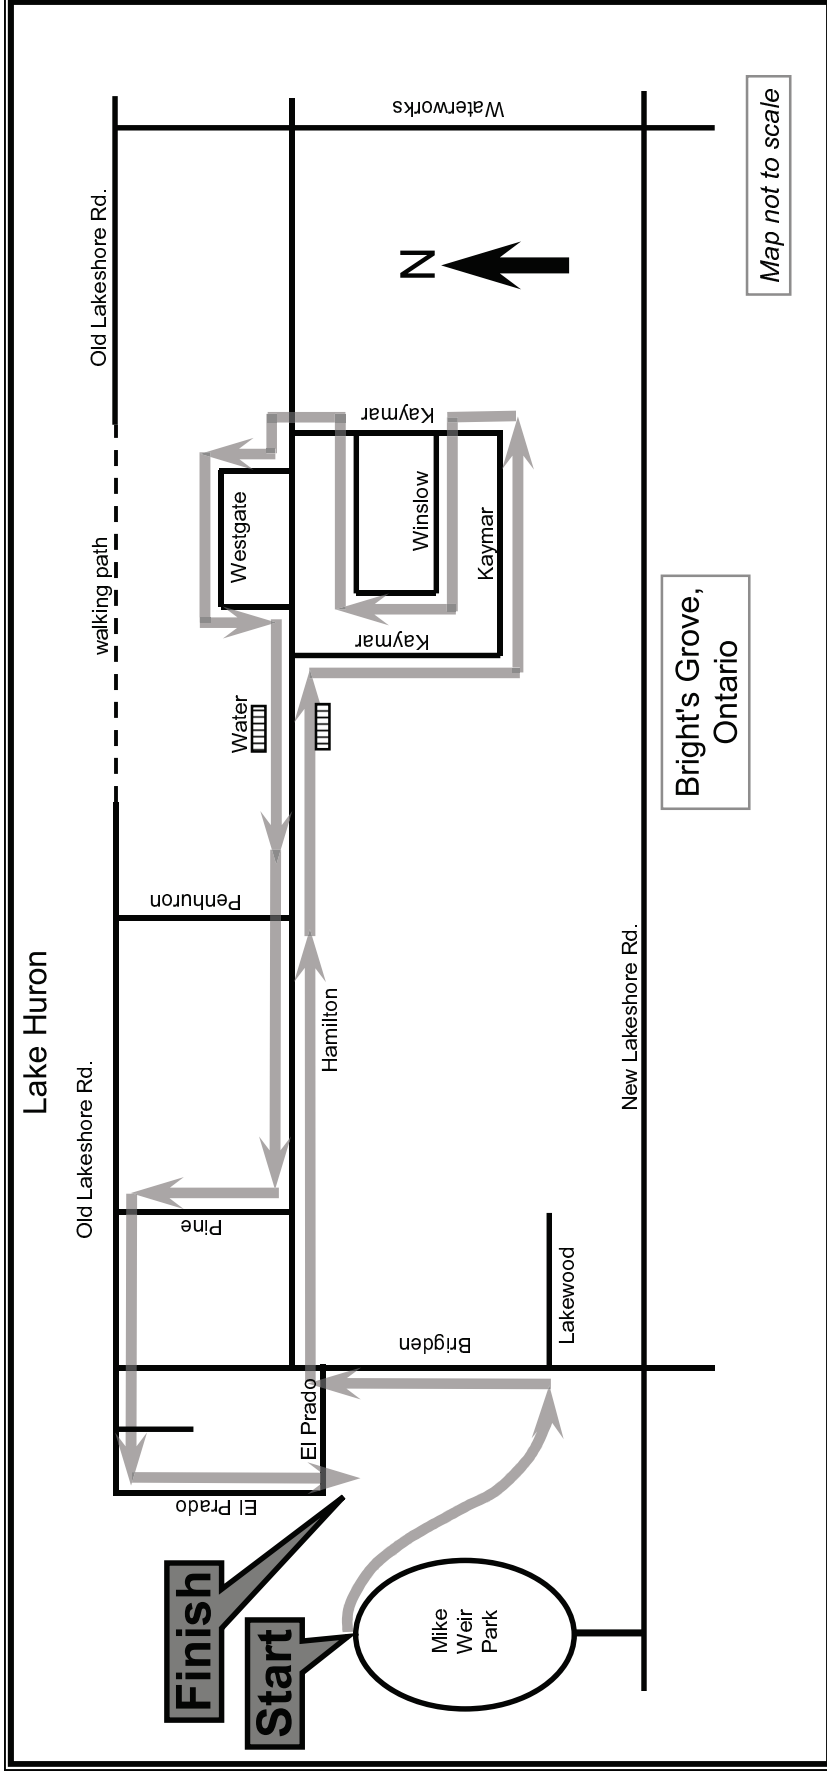 Lake Huron
Old Lakeshore Rd.
walking path
Old Lakeshore Rd.
El Prado
Pine
Penhuron
Water
Westgate
Waterworks
N
Finish
El Prado
Hamilton
Kaymar
Kaymar
Winslow
Kaymar
Start
Brigden
Lakewood
Mike
Weir
Park
New Lakeshore Rd.
Bright's Grove,
Ontario
Map not to scale